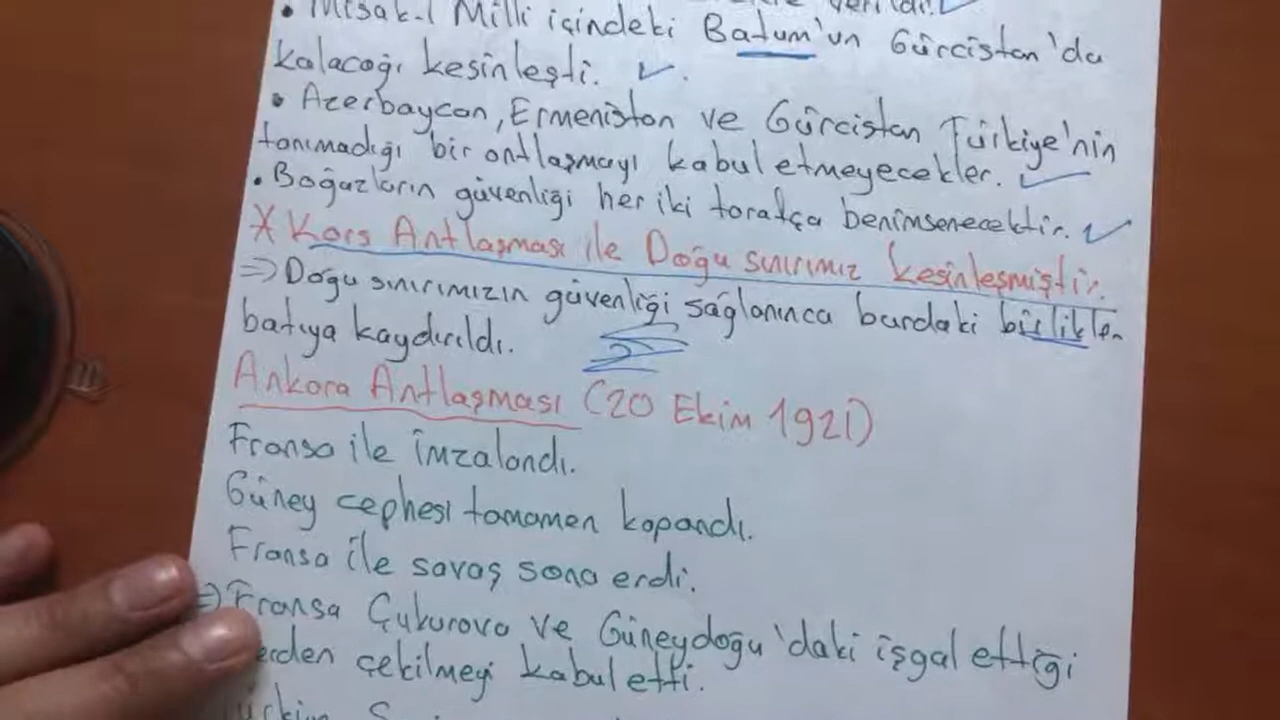 verildi.
• Misak-ı Milli içindeki Batum'un Gürcistan'da
kalacağı kesinleşti.
• Azerbaycan, Ermenistan ve Gürcistan Türkiye'nin
tanımadığı bir antlaşmayı kabul etmeyecekler.
• Boğazların güvenliği her iki tarafça benimsenecektir.
* Kars Antlaşması ile Doğu sınırımız kesinleşmiştir.
⇒ Doğu sınırımızın güvenliği sağlanınca burdaki birlikler
batıya kaydırıldı.
Ankara Antlaşması (20 Ekim 1921)
Fransa ile imzalandı.
Güney cephesi tamamen kapandı.
Fransa ile savaş sona erdi.
⇒ Fransa Çukurova ve Güneydoğu'daki işgal ettiği
çekilmeyi kabul etti.